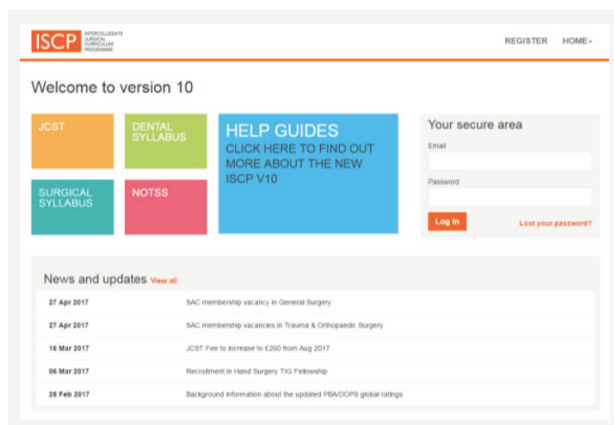 ISCP
INTERCOLLEGIATE
SURGICAL
CURRICULUM
PROGRAMME
REGISTER HOME
Welcome to version 10
JCST
DENTAL
SYLLABUS
SURGICAL
SYLLABUS
NOTSS
HELP GUIDES
CLICK HERE TO FIND OUT
MORE ABOUT THE NEW
ISCP V10
Your secure area
Email
Password
Log In Lost your password?
News and updates View all
27 Apr 2017 SAC membership vacancy in General Surgery
27 Apr 2017 SAC membership vacancies in Trauma & Orthopaedic Surgery
16 Mar 2017 JCST Fee to increase to £260 from Aug 2017
06 Mar 2017 Recruitment in Hand Surgery TIG Fellowship
28 Feb 2017 Background information about the updated PBA/DOPS global ratings